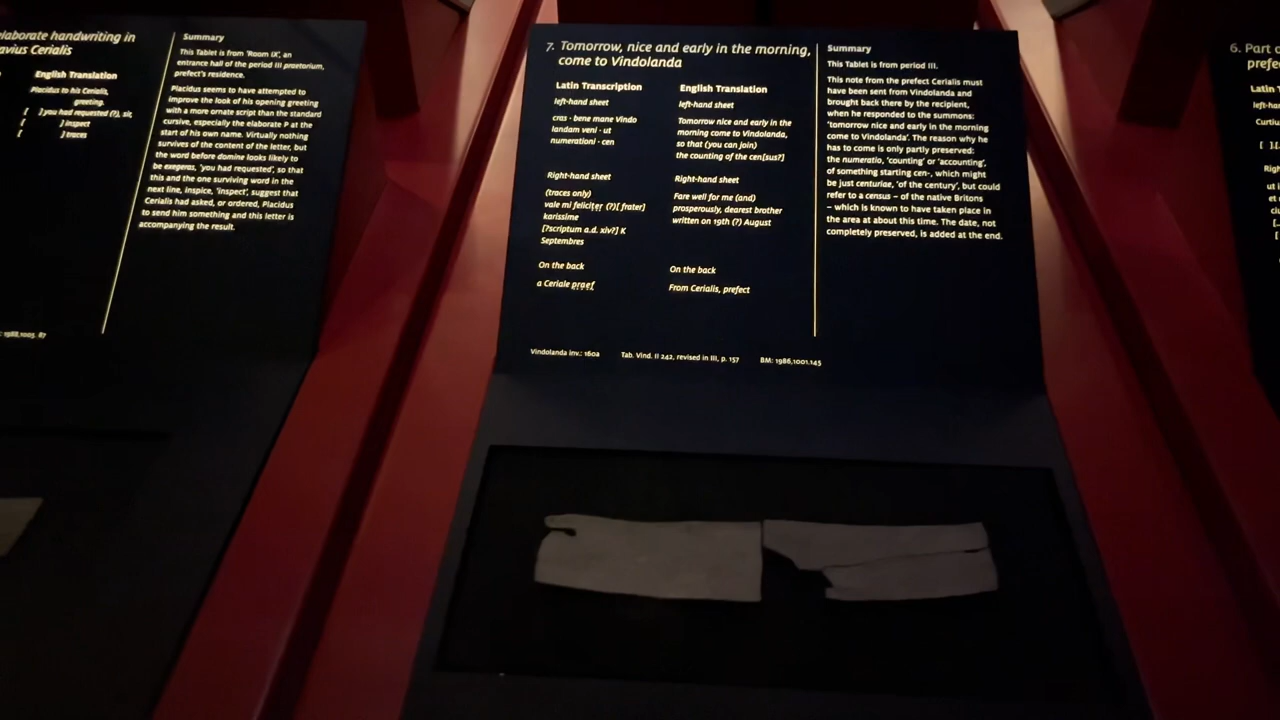 elaborate handwriting in
avius Cerialis
English Translation
Placidus to his Cerialis,
greeting.
[ ] you had requested (?), sir,
[ ] inspect
[ ] traces
Summary
This Tablet is from 'Room IX', an
entrance hall of the period III praetorium,
prefect's residence.
Placidus seems to have attempted to
improve the look of his opening greeting
with a more ornate script than the standard
cursive, especially the elaborate P at the
start of his own name. Virtually nothing
survives of the content of the letter, but
the word before domine looks likely to
be exegeras, 'you had requested', so that
this and the one surviving word in the
next line, inspice, 'inspect', suggest that
Cerialis had asked, or ordered, Placidus
to send him something and this letter is
accompanying the result.
7. Tomorrow, nice and early in the morning,
come to Vindolanda
Latin Transcription
left-hand sheet
cras · bene mane Vindo
landam veni · ut
numerationi · cen
Right-hand sheet
(traces only)
vale mi feliciter (?)[ frater]
karissime
[?scriptum a.d. xiv?] K
Septembres
On the back
a Ceriale praef
English Translation
left-hand sheet
Tomorrow nice and early in the
morning come to Vindolanda,
so that (you can join)
the counting of the cen[sus?]
Right-hand sheet
Fare well for me (and)
prosperously, dearest brother
written on 19th (?) August
On the back
From Cerialis, prefect
Summary
This Tablet is from period III.
This note from the prefect Cerialis must
have been sent from Vindolanda and
brought back there by the recipient,
when he responded to the summons:
'tomorrow nice and early in the morning
come to Vindolanda'. The reason why he
has to come is only partly preserved:
the numeratio, 'counting' or 'accounting',
of something starting cen-, which might
be just centuriae, 'of the century', but could
refer to a census – of the native Britons
– which is known to have taken place in
the area at about this time. The date, not
completely preserved, is added at the end.
Vindolanda inv.: 160a Tab. Vind. II 242, revised in III, p. 157 BM: 1986,1001.145
6. Part o
prefe
Latin T
left-ha
Curtiu
Righ
ut i
et